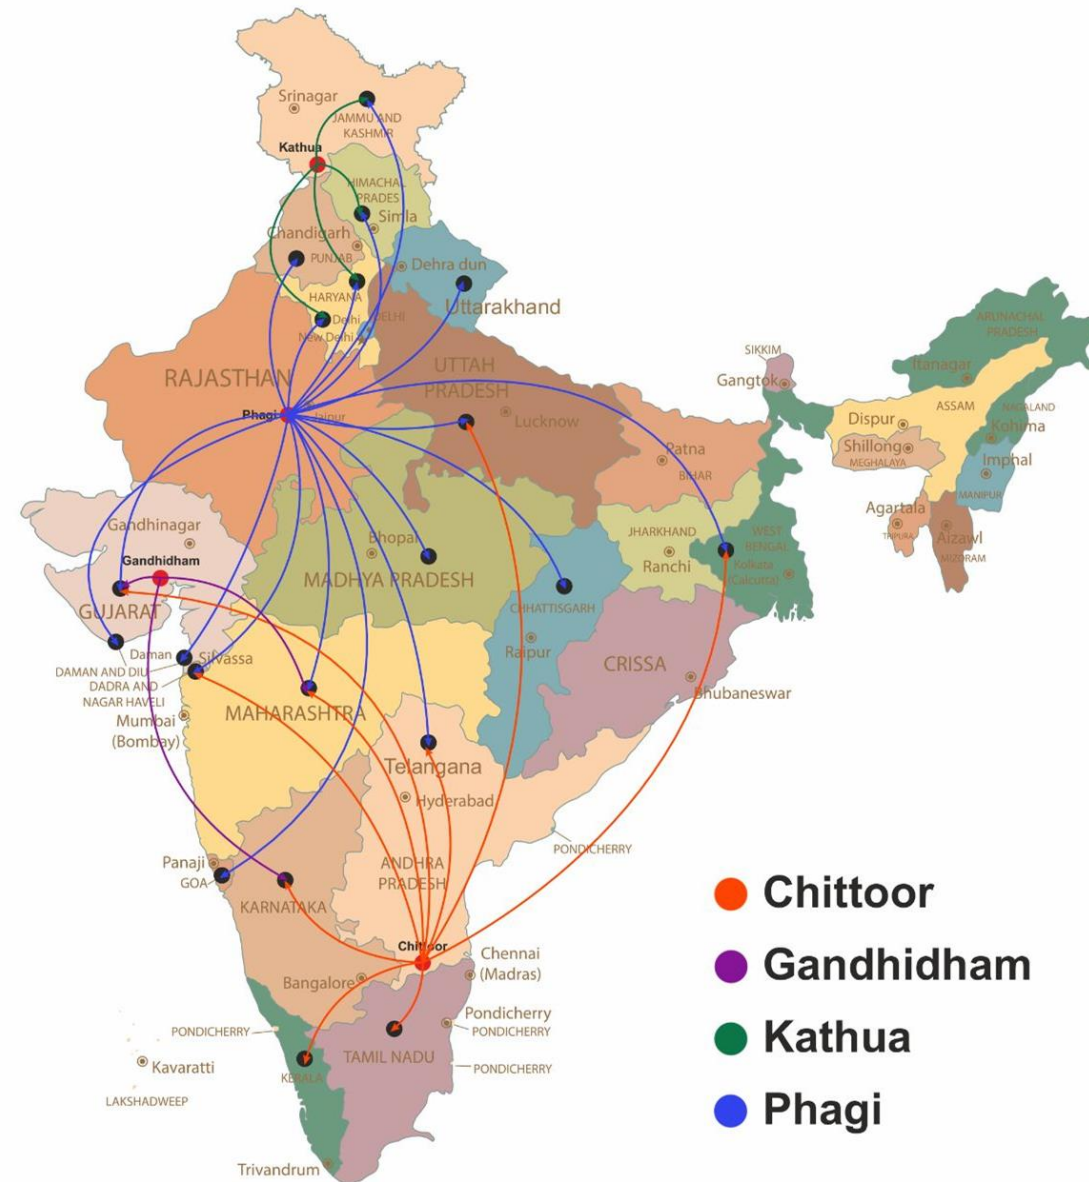 Srinagar
JAMMU AND
KASHMIR
Kathua
HIMACHAL
PRADES
Simla
Chandigarh
PUNJAB
Dehra dun
HARYANA
Uttarakhand
Delhi
DELHI
New Delhi
RAJASTHAN
UTTAH
PRADESH
Phagi
Jaipur
Lucknow
Patna
BIHAR
SIKKIM
Gangtok
ARUNACHAL
PRADESH
Itanagar
ASSAM
NAGALAND
Dispur
Kohima
Shillong
MEGHALAYA
Imphal
MANIPUR
Agartala
TRIPURA
Aizawl
MIZORAM
Gandhinagar
Gandhidham
GUJARAT
Bhopal
MADHYA PRADESH
JHARKHAND
Ranchi
WEST
BENGAL
Kolkata
(Calcutta)
CHHATTISGARH
Raipur
CRISSA
Bhubaneswar
Daman
Silvassa
DAMAN AND DIU
DADRA AND
NAGAR HAVELI
Mumbai
(Bombay)
MAHARASHTRA
Telangana
Hyderabad
PONDICHERRY
Panaji
GOA
ANDHRA
PRADESH
KARNATAKA
Chittoor
Bangalore
Chennai
(Madras)
Pondicherry
PONDICHERRY
PONDICHERRY
TAMIL NADU
PONDICHERRY
KERALA
Kavaratti
LAKSHADWEEP
Trivandrum
Chittoor
Gandhidham
Kathua
Phagi